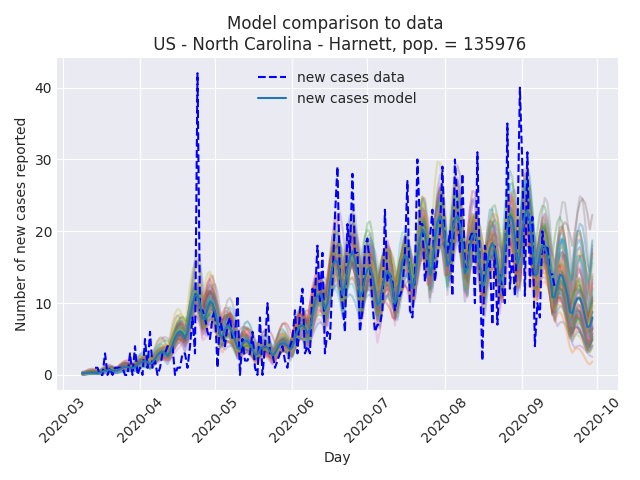 Model comparison to data
US - North Carolina - Harnett, pop. = 135976
new cases data
new cases model
Number of new cases reported
40
30
20
10
0
2020-03
2020-04
2020-05
2020-06
2020-07
2020-08
2020-09
2020-10
Day